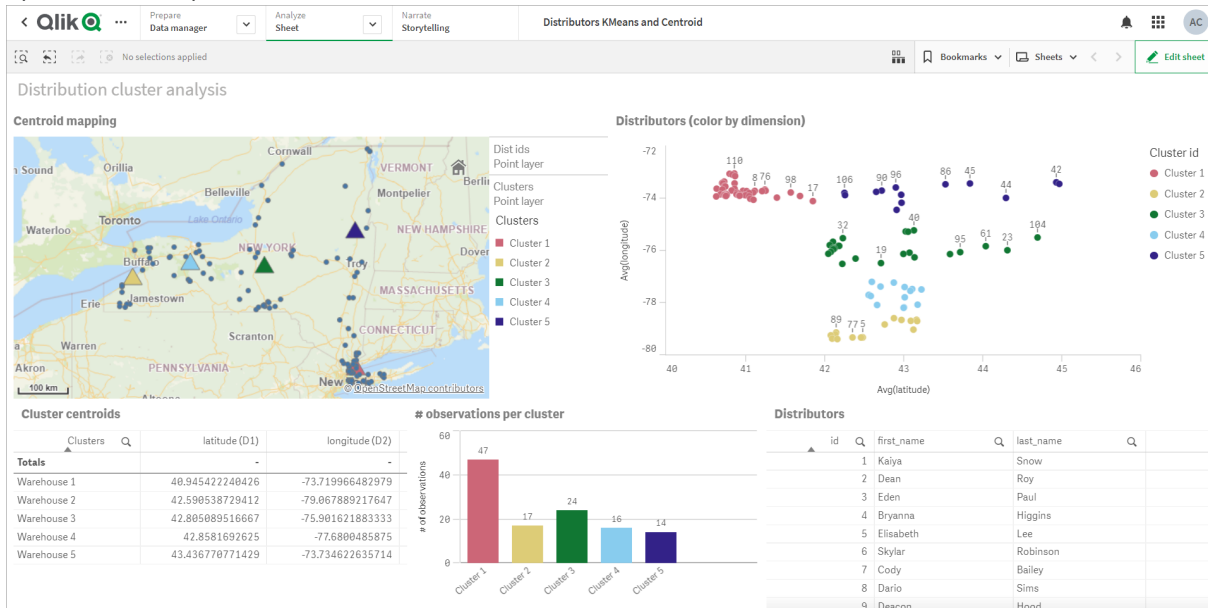 Qlik
Prepare
Data manager
Analyze
Sheet
Narrate
Storytelling
Distributors KMeans and Centroid
AC
No selections applied
Bookmarks
Sheets
Edit sheet
Distribution cluster analysis
Centroid mapping
Cornwall
n Sound
Orillia
VERMONT
Berlin
Belleville
Montpelier
Toronto
Lake Ontario
Waterloo
NEW HAMPSHIRE
NEW YORK
Dover
Buffalo
Troy
MASSACHUSETTS
Erie
Jamestown
CONNECTICUT
Scranton
a
Warren
Akron
PENNSYLVANIA
New
100 km
Altoona
© OpenStreetMap contributors
Dist ids
Point layer
Clusters
Point layer
Clusters
Cluster 1
Cluster 2
Cluster 3
Cluster 4
Cluster 5
Distributors (color by dimension)
Avg(longitude)
-72
-74
-76
-78
-80
110
8
76
98
17
106
90
96
86
45
44
42
32
19
40
95
61
23
104
89
77
5
40
41
42
43
44
45
46
Avg(latitude)
Cluster id
Cluster 1
Cluster 2
Cluster 3
Cluster 4
Cluster 5
Cluster centroids
Clusters latitude (D1) longitude (D2)
Totals - -
Warehouse 1 40.945422240426 -73.719966482979
Warehouse 2 42.590538729412 -79.067889217647
Warehouse 3 42.805089516667 -75.901621883333
Warehouse 4 42.8581692625 -77.6800485875
Warehouse 5 43.436770771429 -73.734622635714
# observations per cluster
# of observations
60
40
20
0
47
17
24
16
14
Cluster 1
Cluster 2
Cluster 3
Cluster 4
Cluster 5
Distributors
id first_name last_name
1 Kaiya Snow
2 Dean Roy
3 Eden Paul
4 Bryanna Higgins
5 Elisabeth Lee
6 Skylar Robinson
7 Cody Bailey
8 Dario Sims
9 Deacon Hood